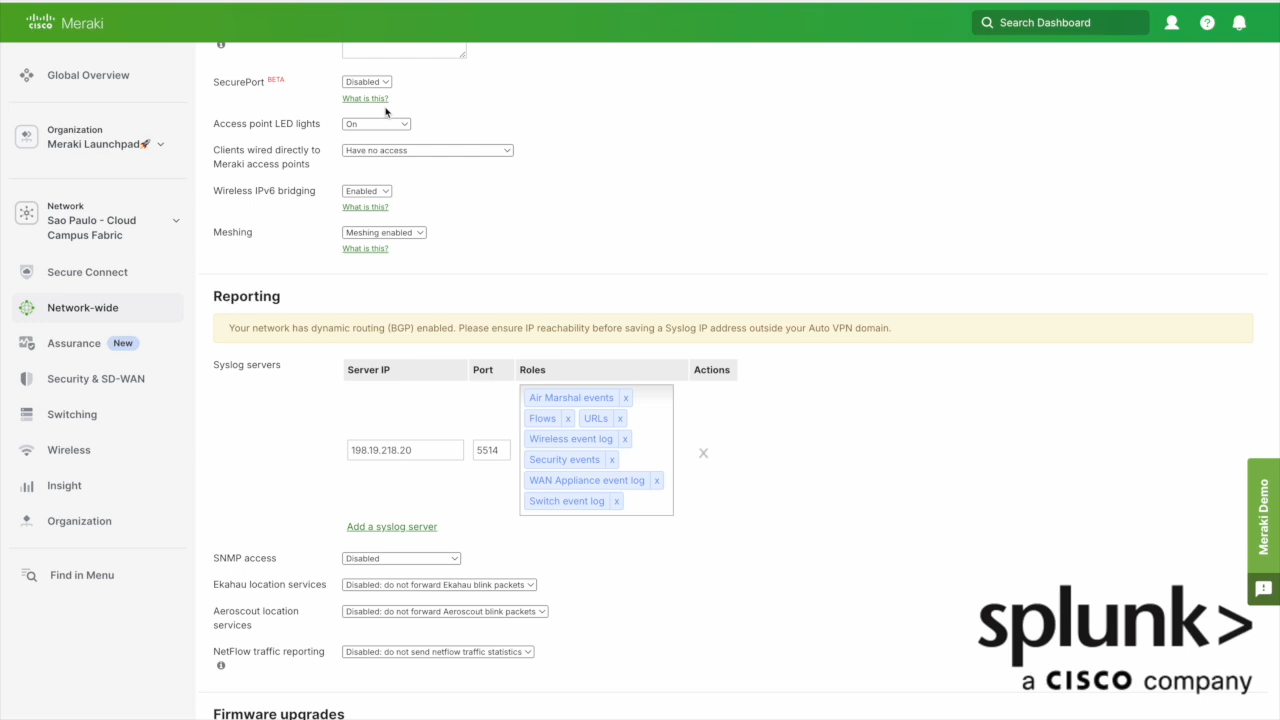 CISCO Meraki
Search Dashboard
Global Overview
Organization
Meraki Launchpad🚀
Network
Sao Paulo - Cloud
Campus Fabric
Secure Connect
Network-wide
Assurance New
Security & SD-WAN
Switching
Wireless
Insight
Organization
Find in Menu
SecurePort BETA
Disabled
What is this?
Access point LED lights
On
Clients wired directly to
Meraki access points
Have no access
Wireless IPv6 bridging
Enabled
What is this?
Meshing
Meshing enabled
What is this?
Reporting
Your network has dynamic routing (BGP) enabled. Please ensure IP reachability before saving a Syslog IP address outside your Auto VPN domain.
Syslog servers
Server IP Port Roles Actions
198.19.218.20
5514
Air Marshal events x
Flows x URLs x
Wireless event log x
Security events x
WAN Appliance event log x
Switch event log x
X
Add a syslog server
SNMP access
Disabled
Ekahau location services
Disabled: do not forward Ekahau blink packets
Aeroscout location
services
Disabled: do not forward Aeroscout blink packets
NetFlow traffic reporting
Disabled: do not send netflow traffic statistics
Firmware upgrades
Meraki Demo
splunk>
a CISCO company